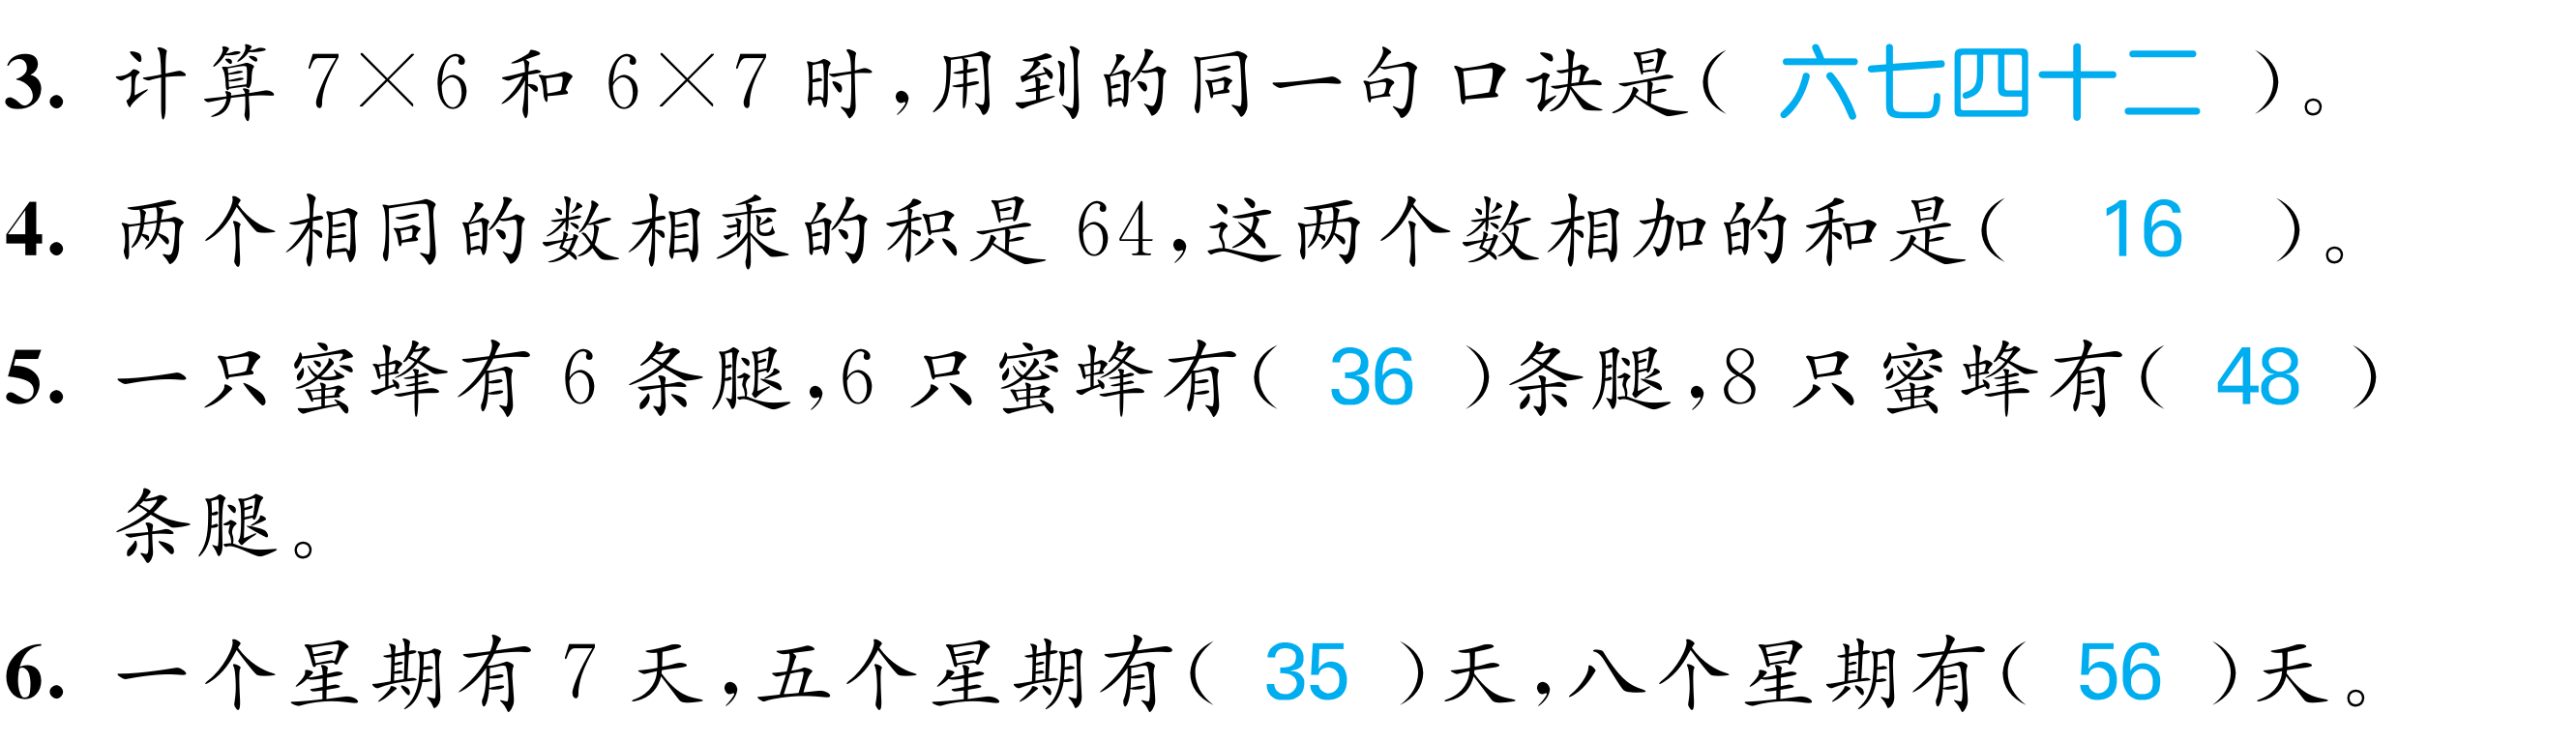 3. 计算 7×6 和 6×7 时,用到的同一句口诀是( 六七四十二 )。
4. 两个相同的数相乘的积是 64,这两个数相加的和是( 16 )。
5. 一只蜜蜂有 6 条腿,6 只蜜蜂有( 36 )条腿,8 只蜜蜂有( 48 )
条腿。
6. 一个星期有 7 天,五个星期有( 35 )天,八个星期有( 56 )天。